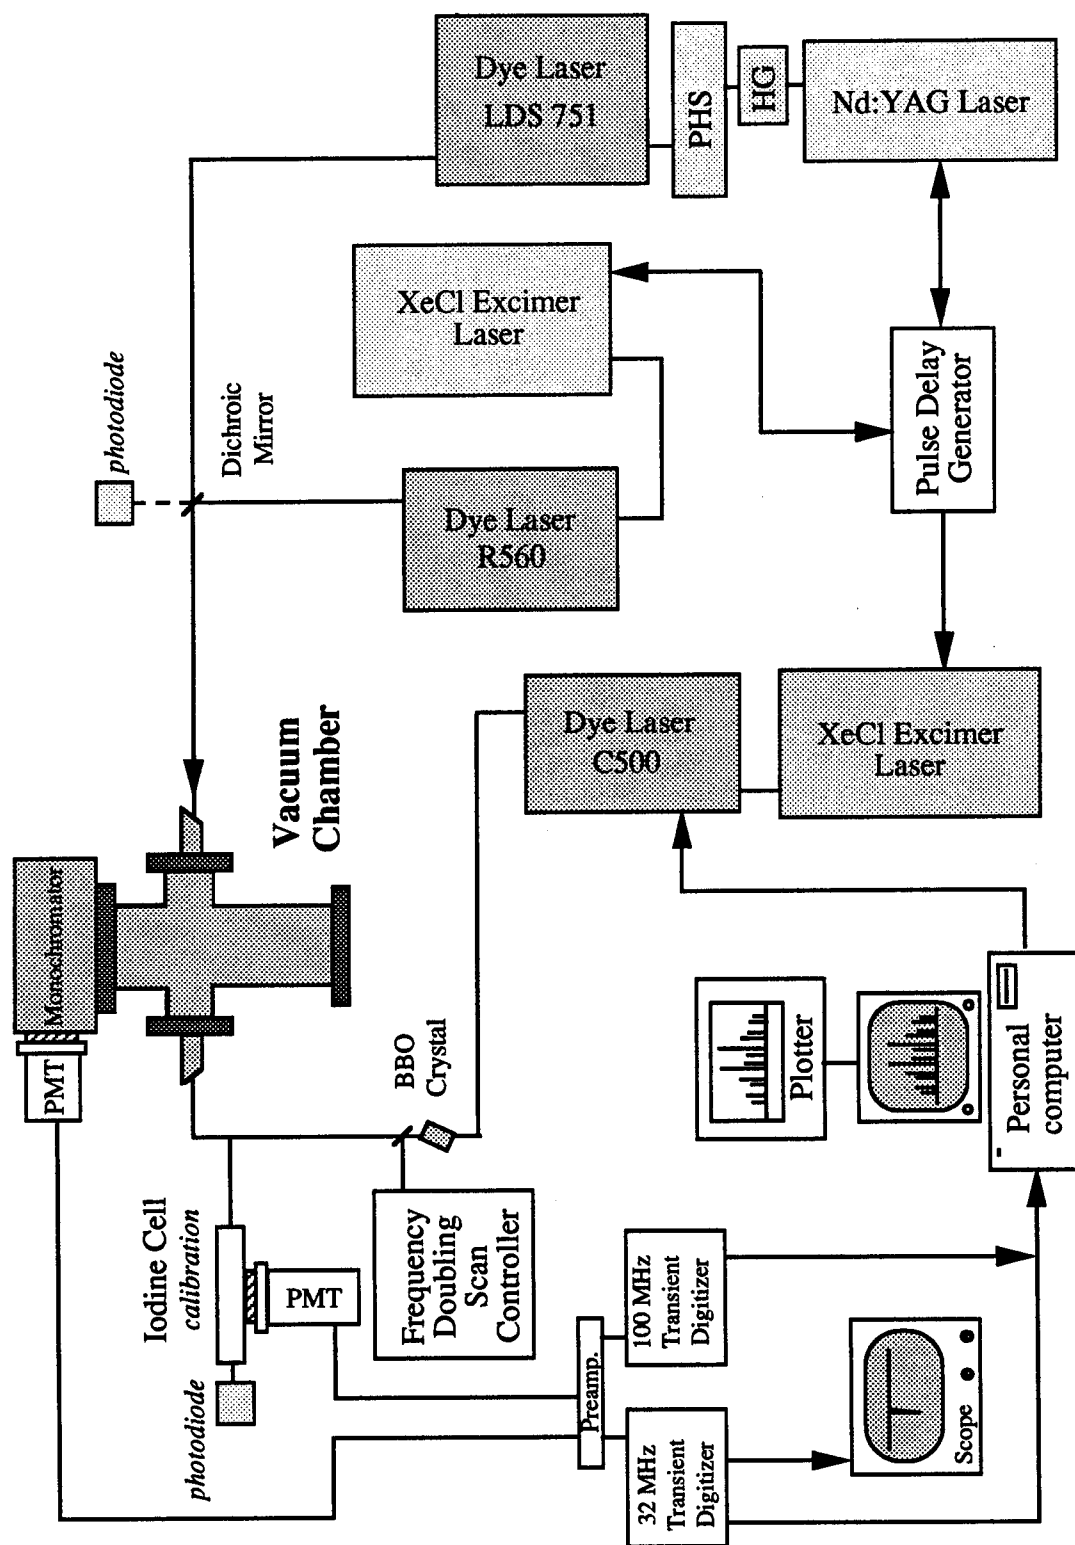 photodiode
Iodine Cell
calibration
PMT
PMT
Monochromator
Vacuum
Chamber
photodiode
Dichroic
Mirror
Dye Laser
LDS 751
PHS
HG
Nd:YAG Laser
XeCl Excimer
Laser
Dye Laser
R560
Pulse Delay
Generator
BBO
Crystal
Frequency
Doubling
Scan
Controller
Dye Laser
C500
XeCl Excimer
Laser
Preamp.
32 MHz
Transient
Digitizer
100 MHz
Transient
Digitizer
Scope
Plotter
Personal
computer